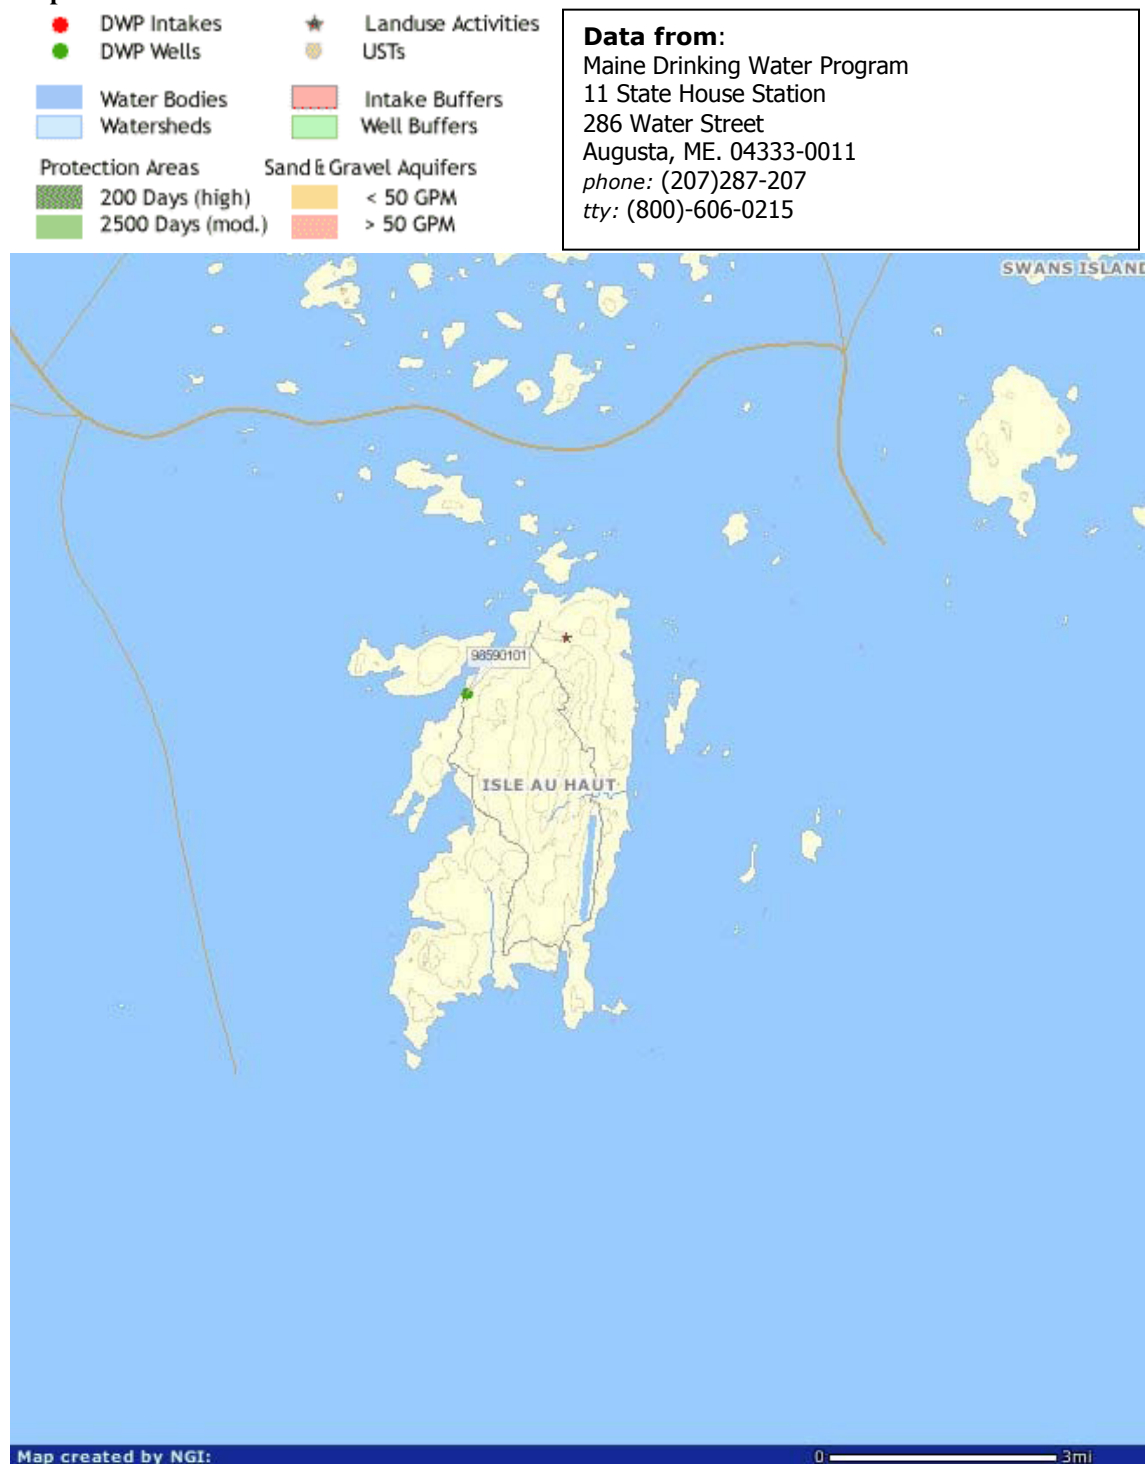 DWP Intakes
DWP Wells
Landuse Activities
USTs
Water Bodies
Watersheds
Intake Buffers
Well Buffers
Protection Areas
200 Days (high)
2500 Days (mod.)
Sand & Gravel Aquifers
< 50 GPM
> 50 GPM
Data from:
Maine Drinking Water Program
11 State House Station
286 Water Street
Augusta, ME. 04333-0011
phone: (207)287-207
tty: (800)-606-0215
SWANS ISLAND
98590101
ISLE AU HAUT
Map created by NGI:
0 3mi